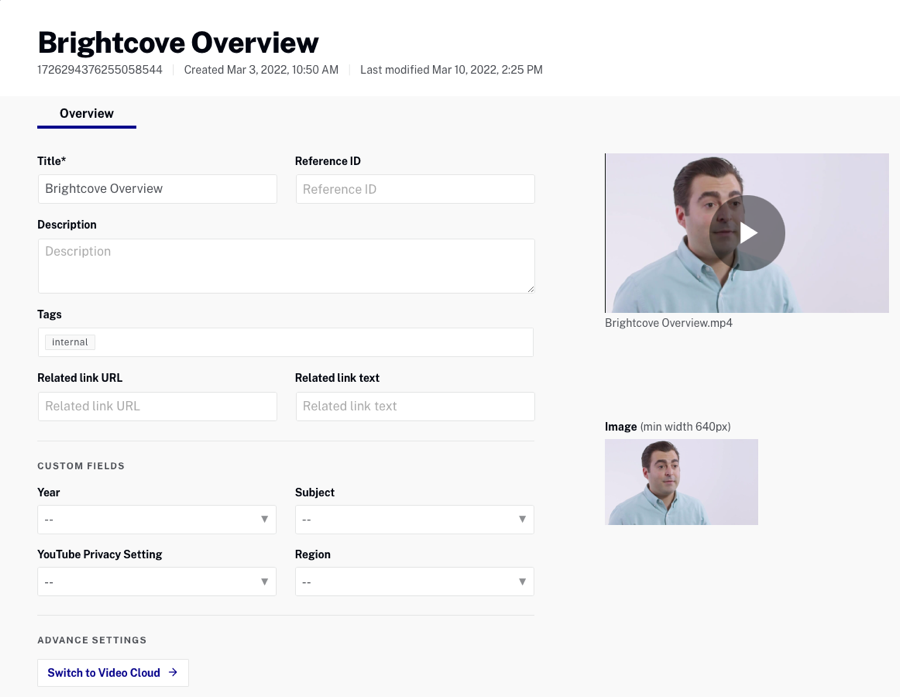 Brightcove Overview
1726294376255058544 Created Mar 3, 2022, 10:50 AM Last modified Mar 10, 2022, 2:25 PM
Overview
Title* Reference ID
Brightcove Overview Reference ID
Description
Description
Tags
internal
Related link URL Related link text
Related link URL Related link text
CUSTOM FIELDS
Year Subject
-- --
YouTube Privacy Setting Region
-- --
ADVANCE SETTINGS
Switch to Video Cloud →
Brightcove Overview.mp4
Image (min width 640px)